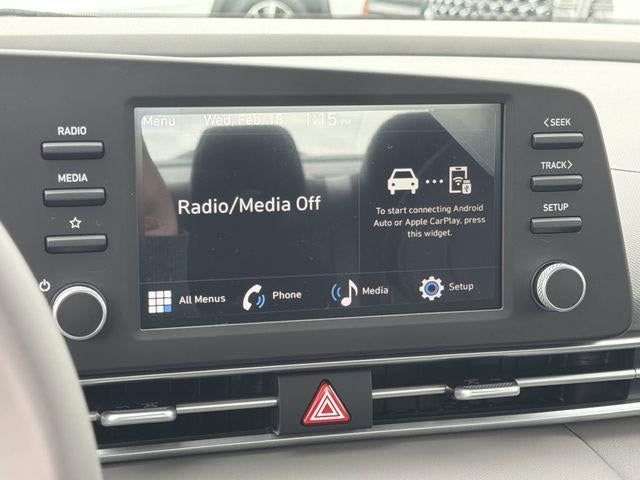 RADIO
MEDIA
Menu Wed, Feb. 18 1:15 PM
Radio/Media Off
To start connecting Android
Auto or Apple CarPlay, press
this widget.
All Menus Phone Media Setup
<SEEK
TRACK>
SETUP